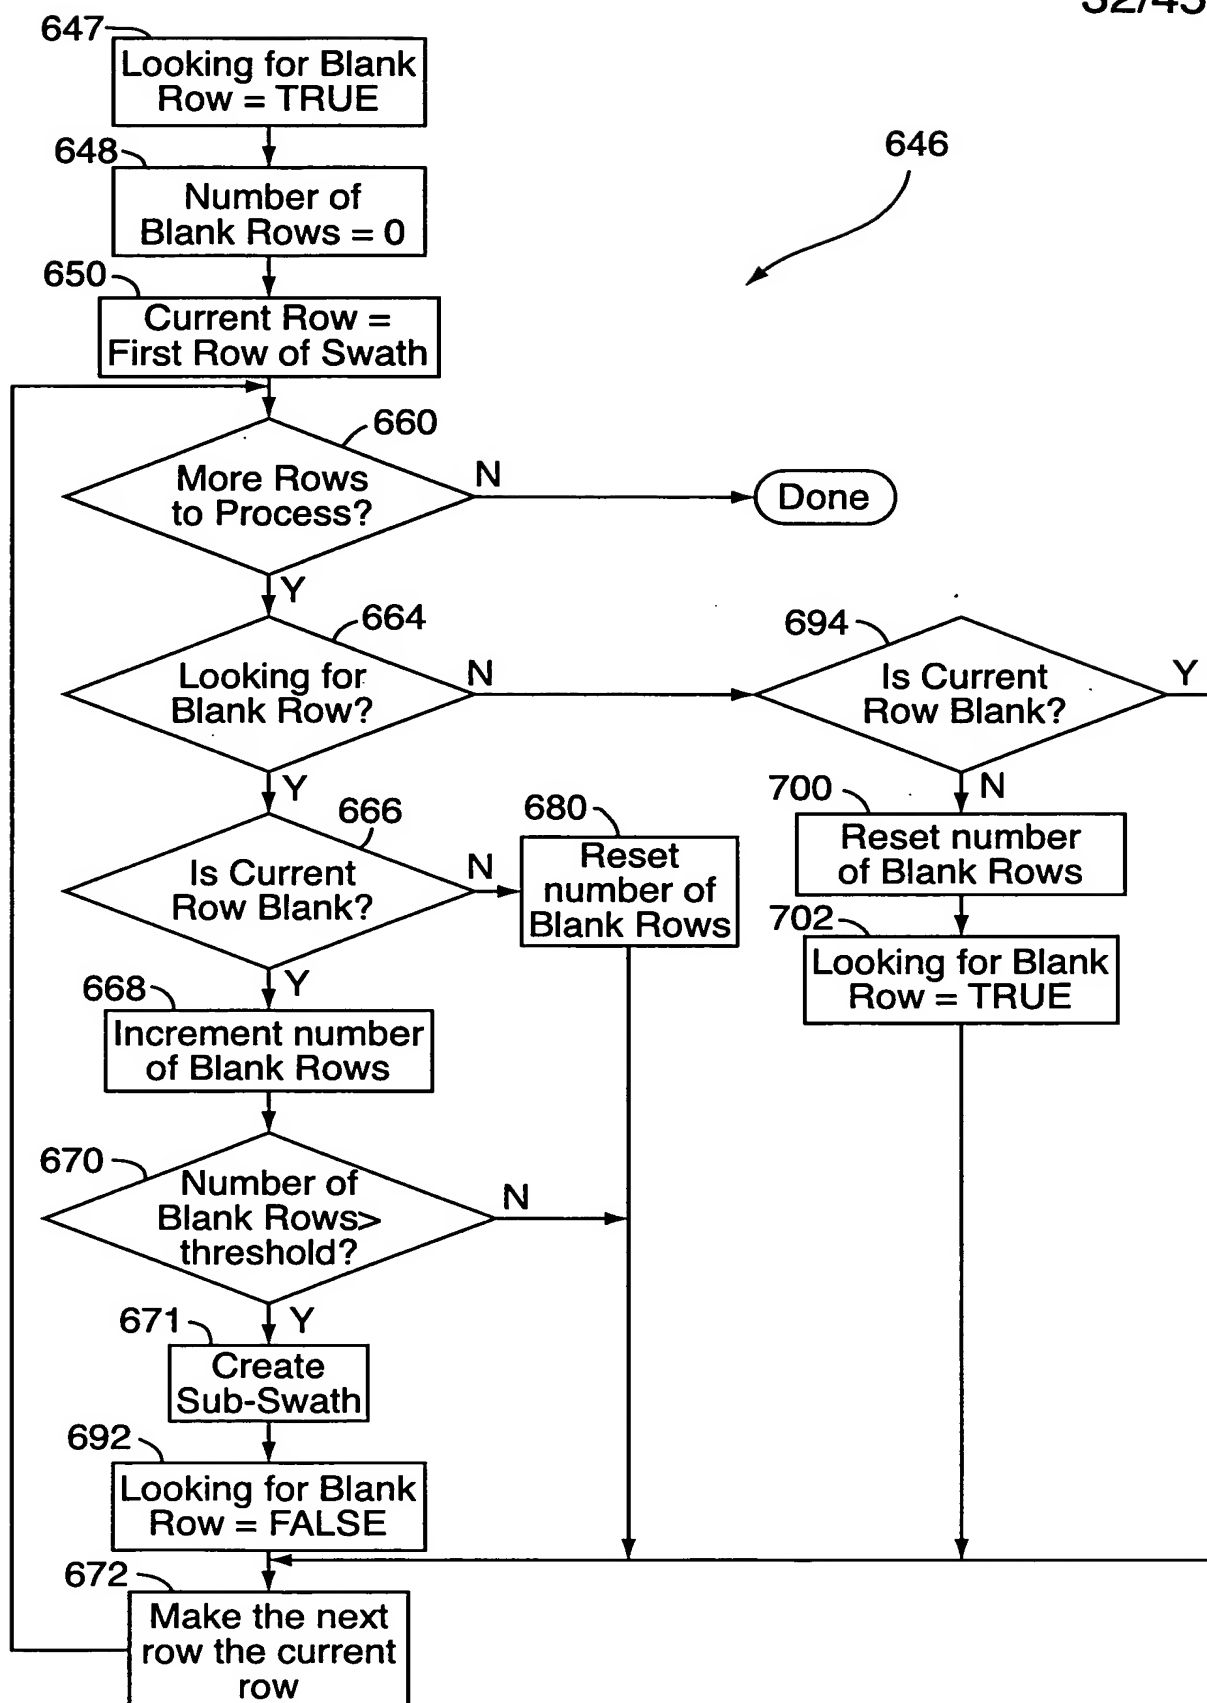 32/43
647
Looking for Blank
Row = TRUE
648
Number of
Blank Rows = 0
646
650
Current Row =
First Row of Swath
660
More Rows
to Process?
N
Done
Y
664
Looking for
Blank Row?
N
694
Is Current
Row Blank?
Y
Y
N
666
Is Current
Row Blank?
N
680
Reset
number of
Blank Rows
700
Reset number
of Blank Rows
702
Looking for Blank
Row = TRUE
Y
668
Increment number
of Blank Rows
670
Number of
Blank Rows>
threshold?
N
Y
671
Create
Sub-Swath
692
Looking for Blank
Row = FALSE
672
Make the next
row the current
row